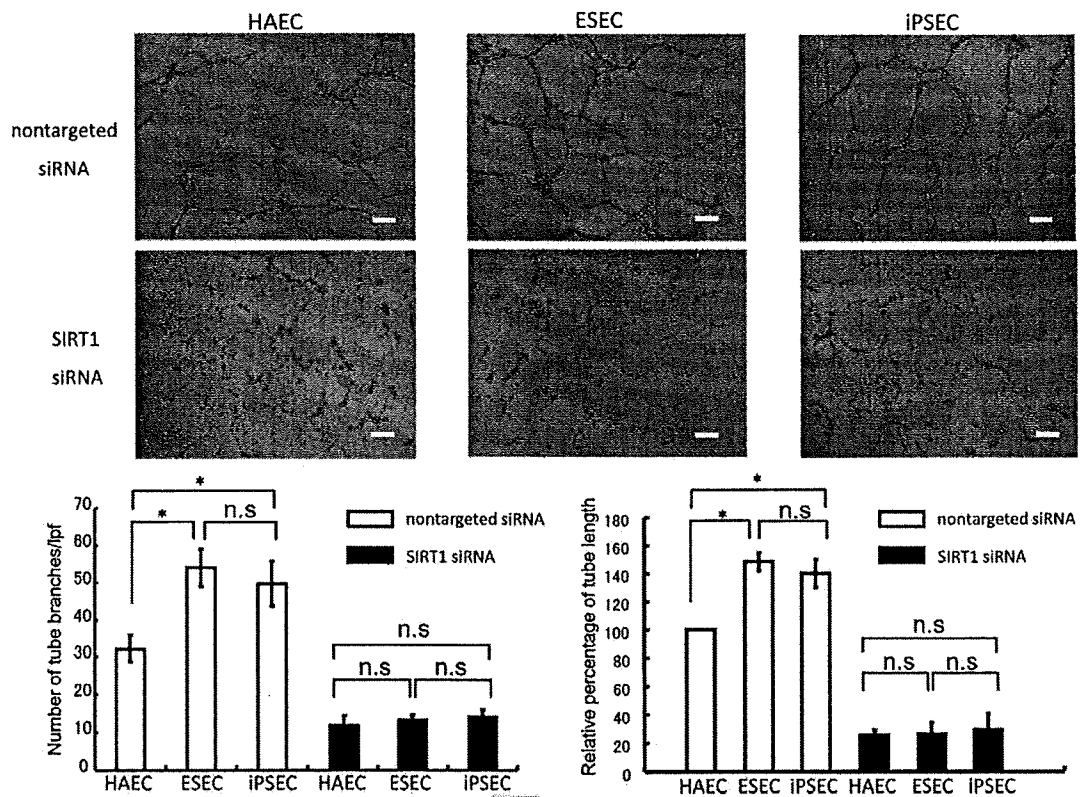 HAEC
ESEC
iPSEC
nontargeted
siRNA
SIRT1
siRNA
Number of tube branches/lpf
70
60
50
40
30
20
10
0
*
*
n.s
nontargeted siRNA
SIRT1 siRNA
n.s
n.s
n.s
HAEC
ESEC
iPSEC
HAEC
ESEC
iPSEC
Relative percentage of tube length
180
160
140
120
100
80
60
40
20
0
*
*
n.s
nontargeted siRNA
SIRT1 siRNA
n.s
n.s
n.s
HAEC
ESEC
iPSEC
HAEC
ESEC
iPSEC